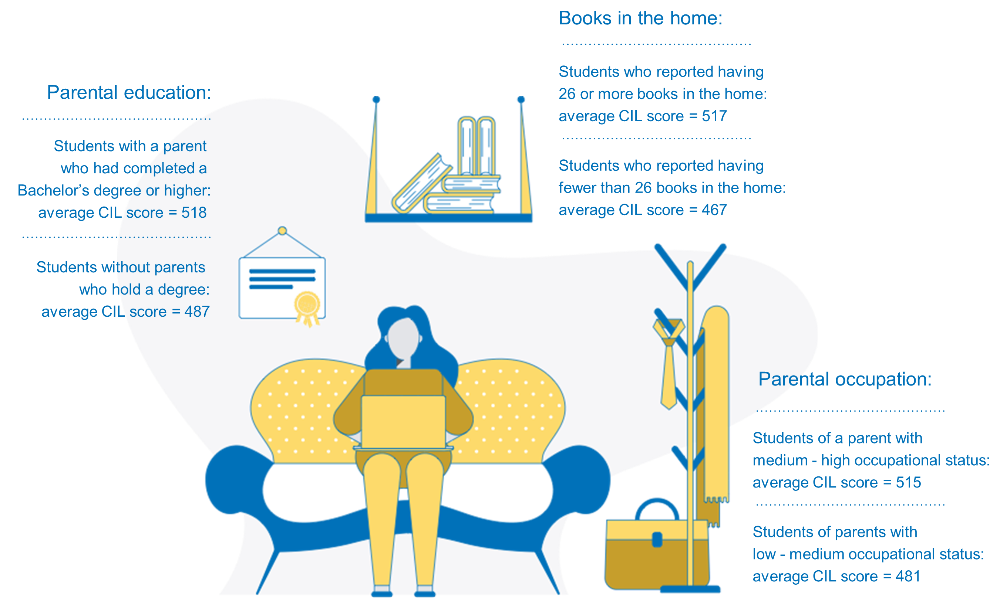 Parental education:
Students with a parent
who had completed a
Bachelor’s degree or higher:
average CIL score = 518
Students without parents
who hold a degree:
average CIL score = 487
Books in the home:
Students who reported having
26 or more books in the home:
average CIL score = 517
Students who reported having
fewer than 26 books in the home:
average CIL score = 467
Parental occupation:
Students of a parent with
medium - high occupational status:
average CIL score = 515
Students of parents with
low - medium occupational status:
average CIL score = 481